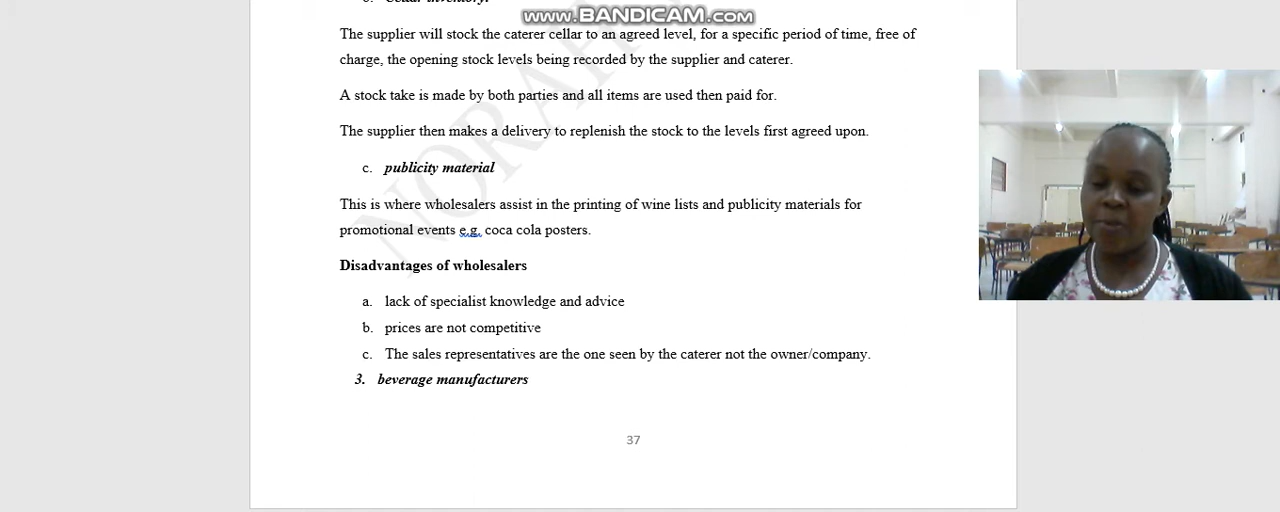 www.BANDICAM.com
The supplier will stock the caterer cellar to an agreed level, for a specific period of time, free of
charge, the opening stock levels being recorded by the supplier and caterer.
A stock take is made by both parties and all items are used then paid for.
The supplier then makes a delivery to replenish the stock to the levels first agreed upon.
c. publicity material
This is where wholesalers assist in the printing of wine lists and publicity materials for
promotional events e.g. coca cola posters.
Disadvantages of wholesalers
a. lack of specialist knowledge and advice
b. prices are not competitive
c. The sales representatives are the one seen by the caterer not the owner/company.
3. beverage manufacturers
37